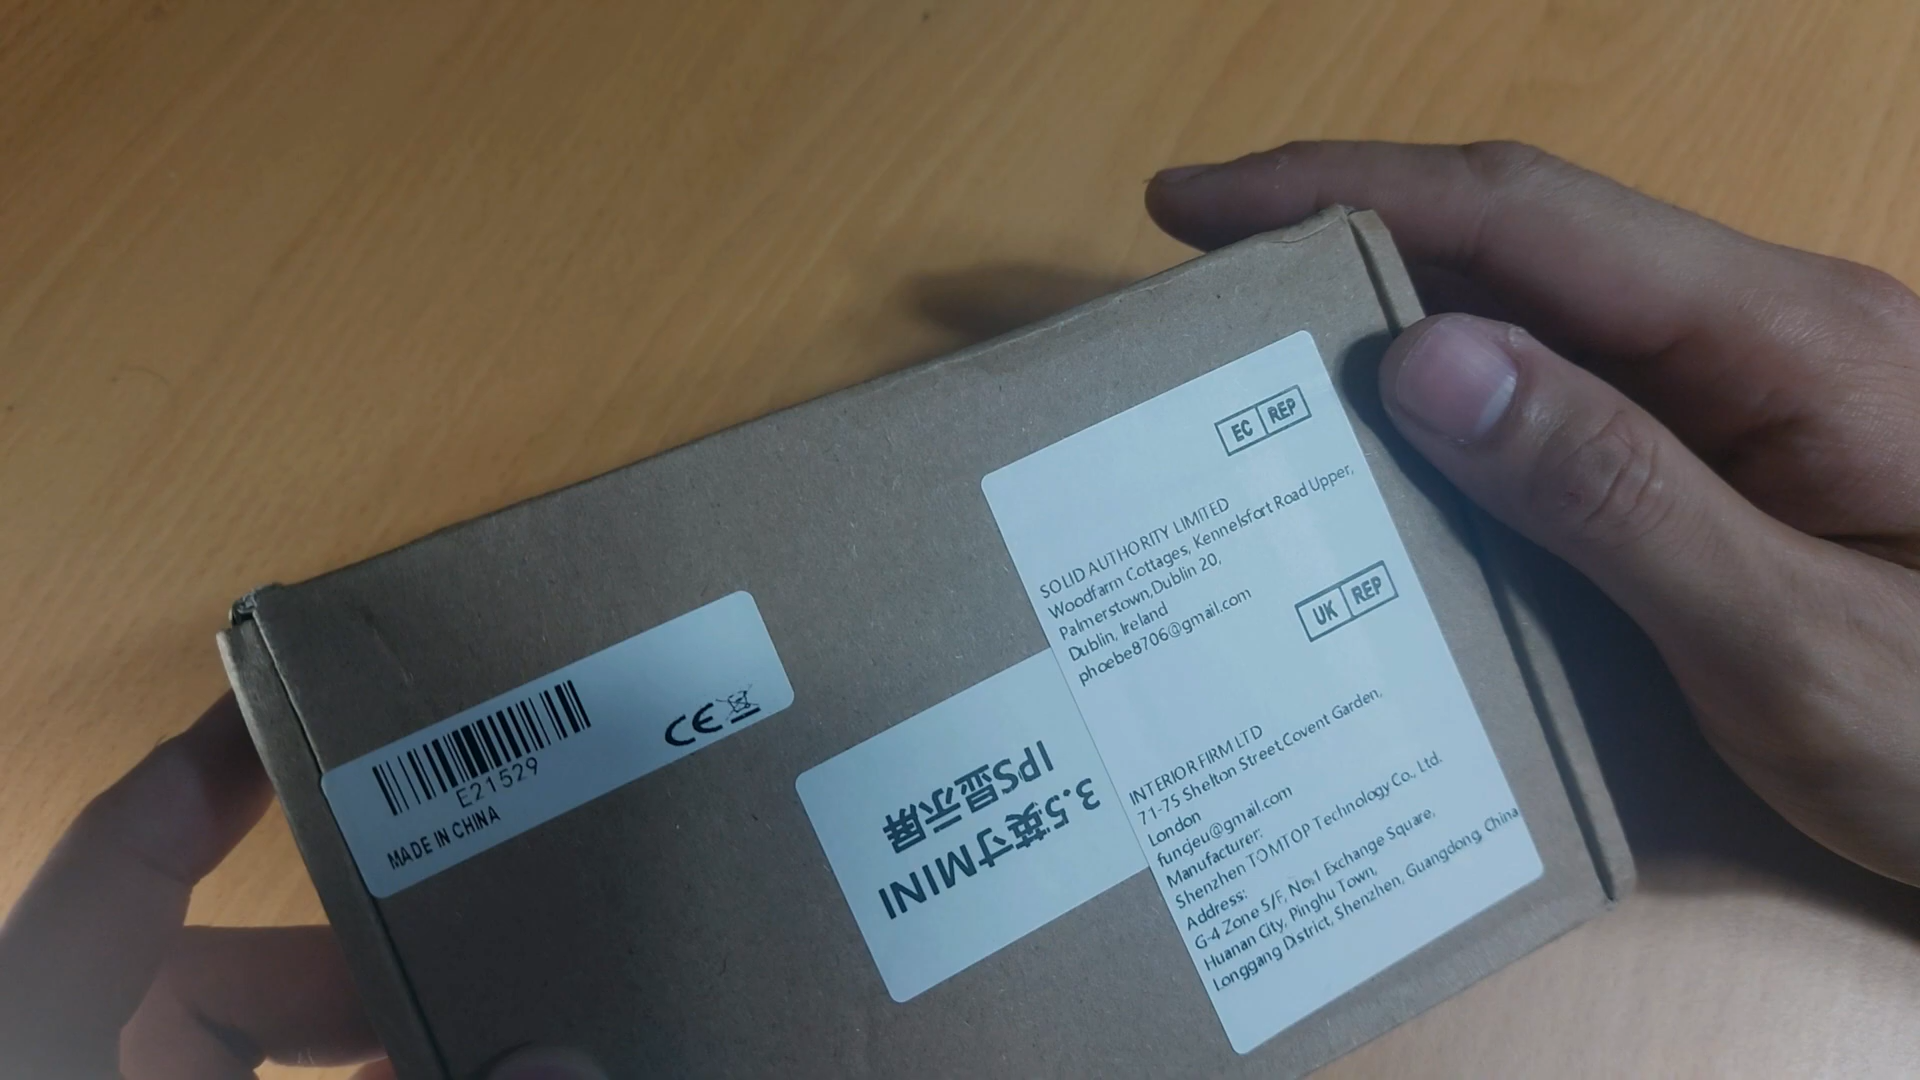 EC REP
SOLID AUTHORITY LIMITED
Woodfarm Cottages, Kennelsfort Road Upper,
Palmerstown,Dublin 20,
Dublin, Ireland
phoebe8706@gmail.com
UK REP
INTERIOR FIRM LTD
71-75 Shelton Street,Covent Garden,
London
funcjeu@gmail.com
Manufacturer:
Shenzhen TOMTOP Technology Co., Ltd.
Address:
G-4 Zone 5/F, No.1 Exchange Square,
Huanan City, Pinghu Town,
Longgang District, Shenzhen, Guangdong, China
3.5英寸MINI
IPS显示屏
CE
E21529
MADE IN CHINA